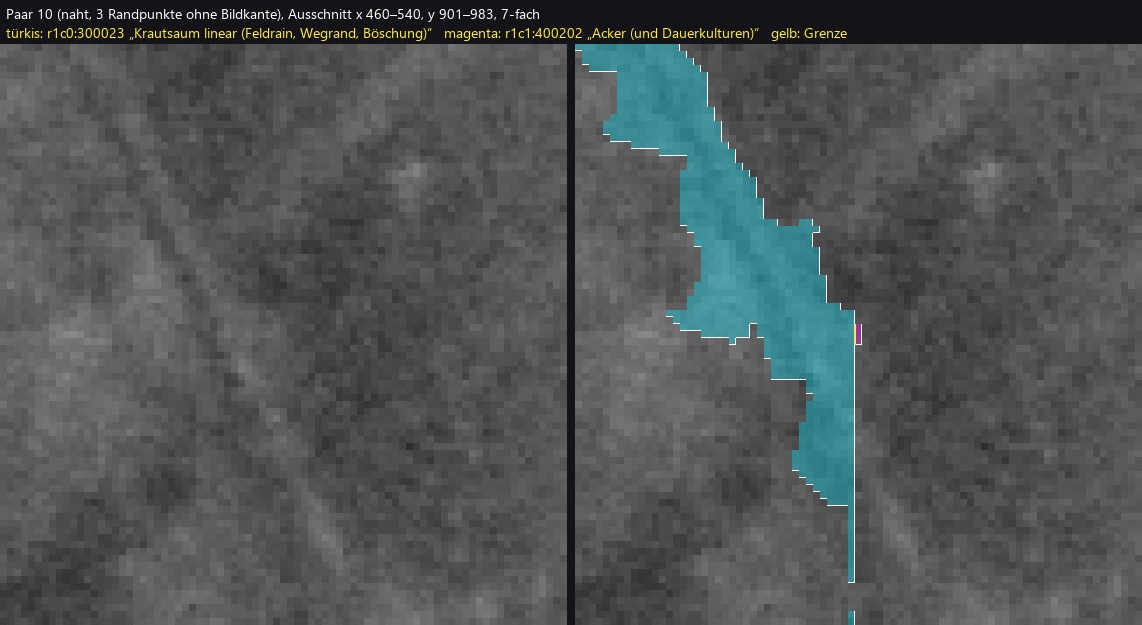 Paar 10 (naht, 3 Randpunkte ohne Bildkante), Ausschnitt x 460–540, y 901–983, 7-fach
türkis: r1c0:300023 „Krautsaum linear (Feldrain, Wegrand, Böschung)“ magenta: r1c1:400202 „Acker (und Dauerkulturen)“ gelb: Grenze